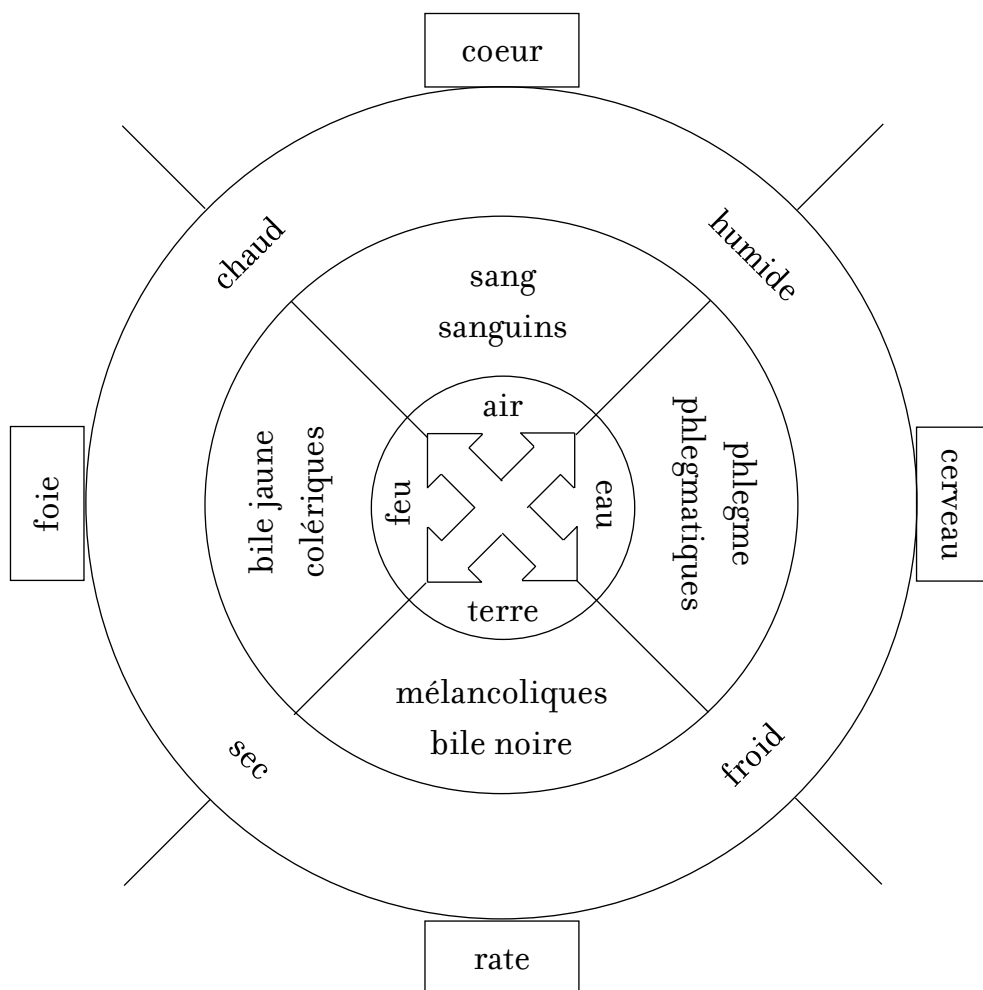 coeur
chaud
humide
sang
sanguins
air
foie
bile jaune
colériques
feu
eau
phlegme
phlegmatiques
cerveau
terre
mélancoliques
bile noire
sec
froid
rate